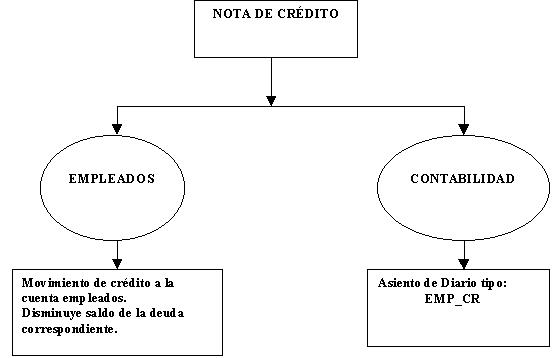 NOTA DE CRÉDITO
EMPLEADOS
CONTABILIDAD
Movimiento de crédito a la
cuenta empleados.
Disminuye saldo de la deuda
correspondiente.
Asiento de Diario tipo:
EMP_CR